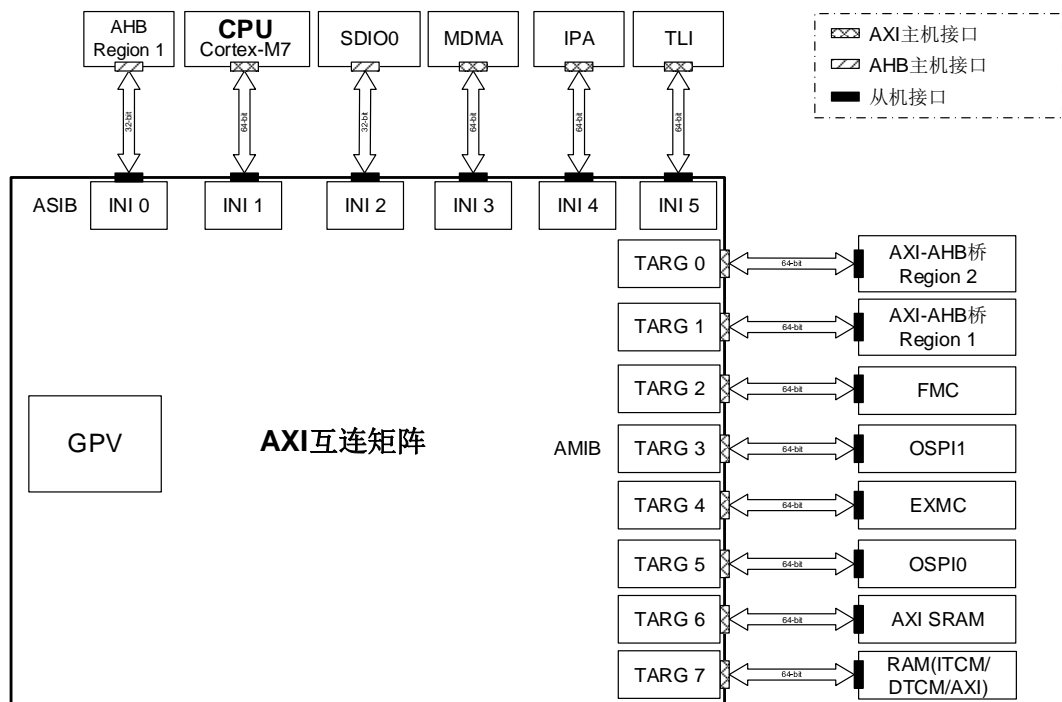 AHB
Region 1
CPU
Cortex-M7
SDIO0
MDMA
IPA
TLI
AXI主机接口
AHB主机接口
从机接口
32-bit
64-bit
32-bit
64-bit
64-bit
64-bit
ASIB
INI 0
INI 1
INI 2
INI 3
INI 4
INI 5
TARG 0
64-bit
AXI-AHB桥
Region 2
TARG 1
64-bit
AXI-AHB桥
Region 1
TARG 2
64-bit
FMC
GPV
AXI互连矩阵
AMIB
TARG 3
64-bit
OSPI1
TARG 4
64-bit
EXMC
TARG 5
64-bit
OSPI0
TARG 6
64-bit
AXI SRAM
TARG 7
64-bit
RAM(ITCM/
DTCM/AXI)